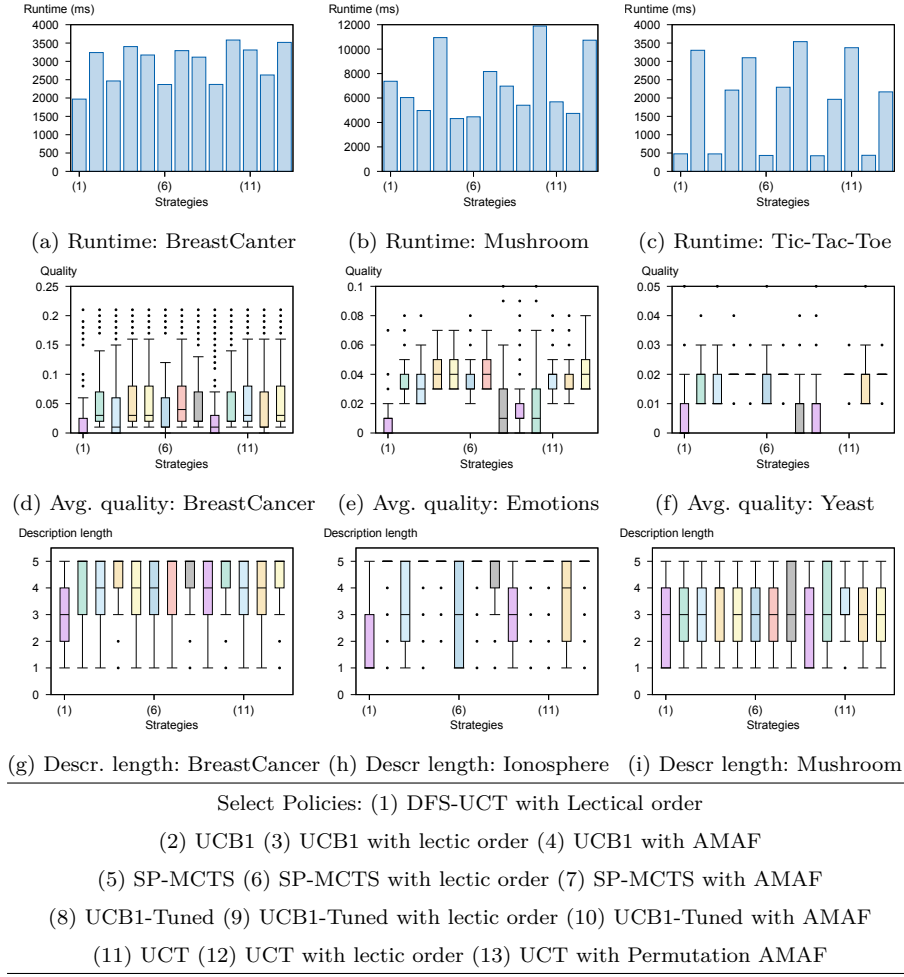 Runtime (ms) Runtime (ms) Runtime (ms)
4000
3500
3000
2500
2000
1500
1000
500
0
(1) (6) (11)
Strategies
12000
10000
8000
6000
4000
2000
0
(1) (6) (11)
Strategies
4000
3500
3000
2500
2000
1500
1000
500
0
(1) (6) (11)
Strategies
(a) Runtime: BreastCanter (b) Runtime: Mushroom (c) Runtime: Tic-Tac-Toe
Quality Quality Quality
0.25
0.2
0.15
0.1
0.05
0
(1) (6) (11)
Strategies
0.1
0.08
0.06
0.04
0.02
0
(1) (6) (11)
Strategies
0.05
0.04
0.03
0.02
0.01
0
(1) (6) (11)
Strategies
(d) Avg. quality: BreastCancer (e) Avg. quality: Emotions (f) Avg. quality: Yeast
Description length Description length Description length
5
4
3
2
1
0
(1) (6) (11)
Strategies
5
4
3
2
1
0
(1) (6) (11)
Strategies
5
4
3
2
1
0
(1) (6) (11)
Strategies
(g) Descr. length: BreastCancer (h) Descr length: Ionosphere (i) Descr length: Mushroom
Select Policies: (1) DFS-UCT with Lectical order
(2) UCB1 (3) UCB1 with lectic order (4) UCB1 with AMAF
(5) SP-MCTS (6) SP-MCTS with lectic order (7) SP-MCTS with AMAF
(8) UCB1-Tuned (9) UCB1-Tuned with lectic order (10) UCB1-Tuned with AMAF
(11) UCT (12) UCT with lectic order (13) UCT with Permutation AMAF